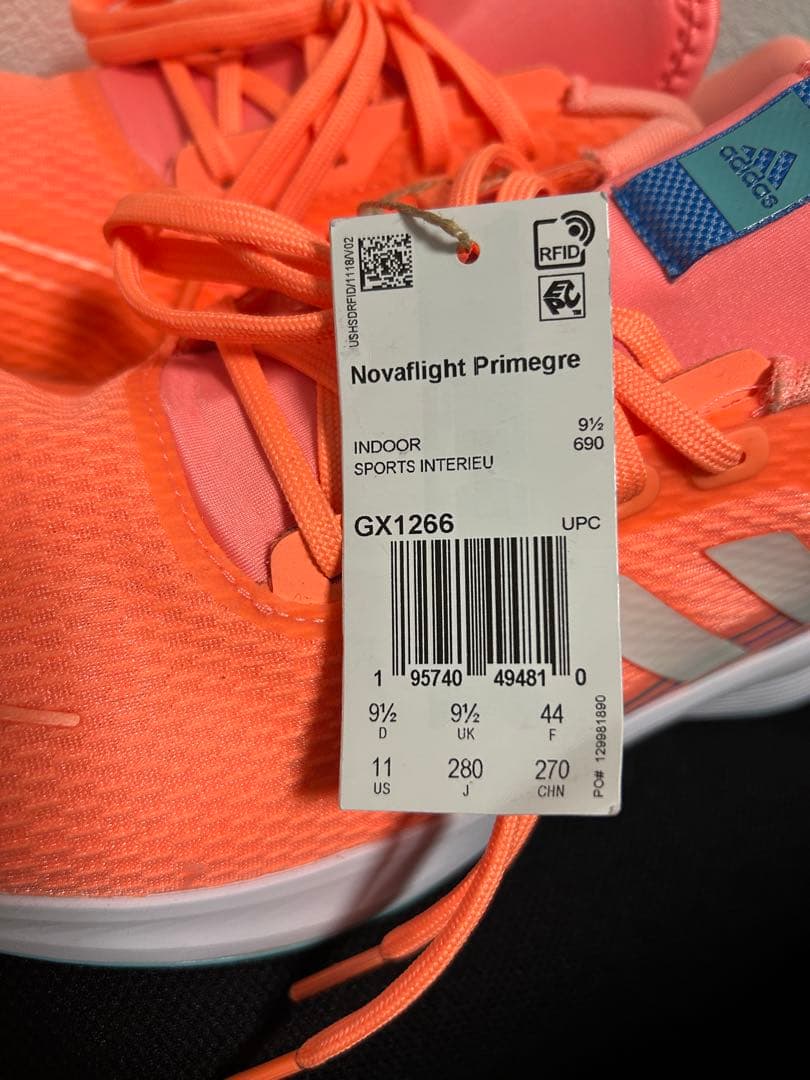 adidas
USHSDRFID/1118/V02
RFID
EPC
Novaflight Primegre
9½
INDOOR 690
SPORTS INTERIEU
GX1266 UPC
1 95740 49481 0
9½ 9½ 44
D UK F
11 280 270
US J CHN
PO# 129981890